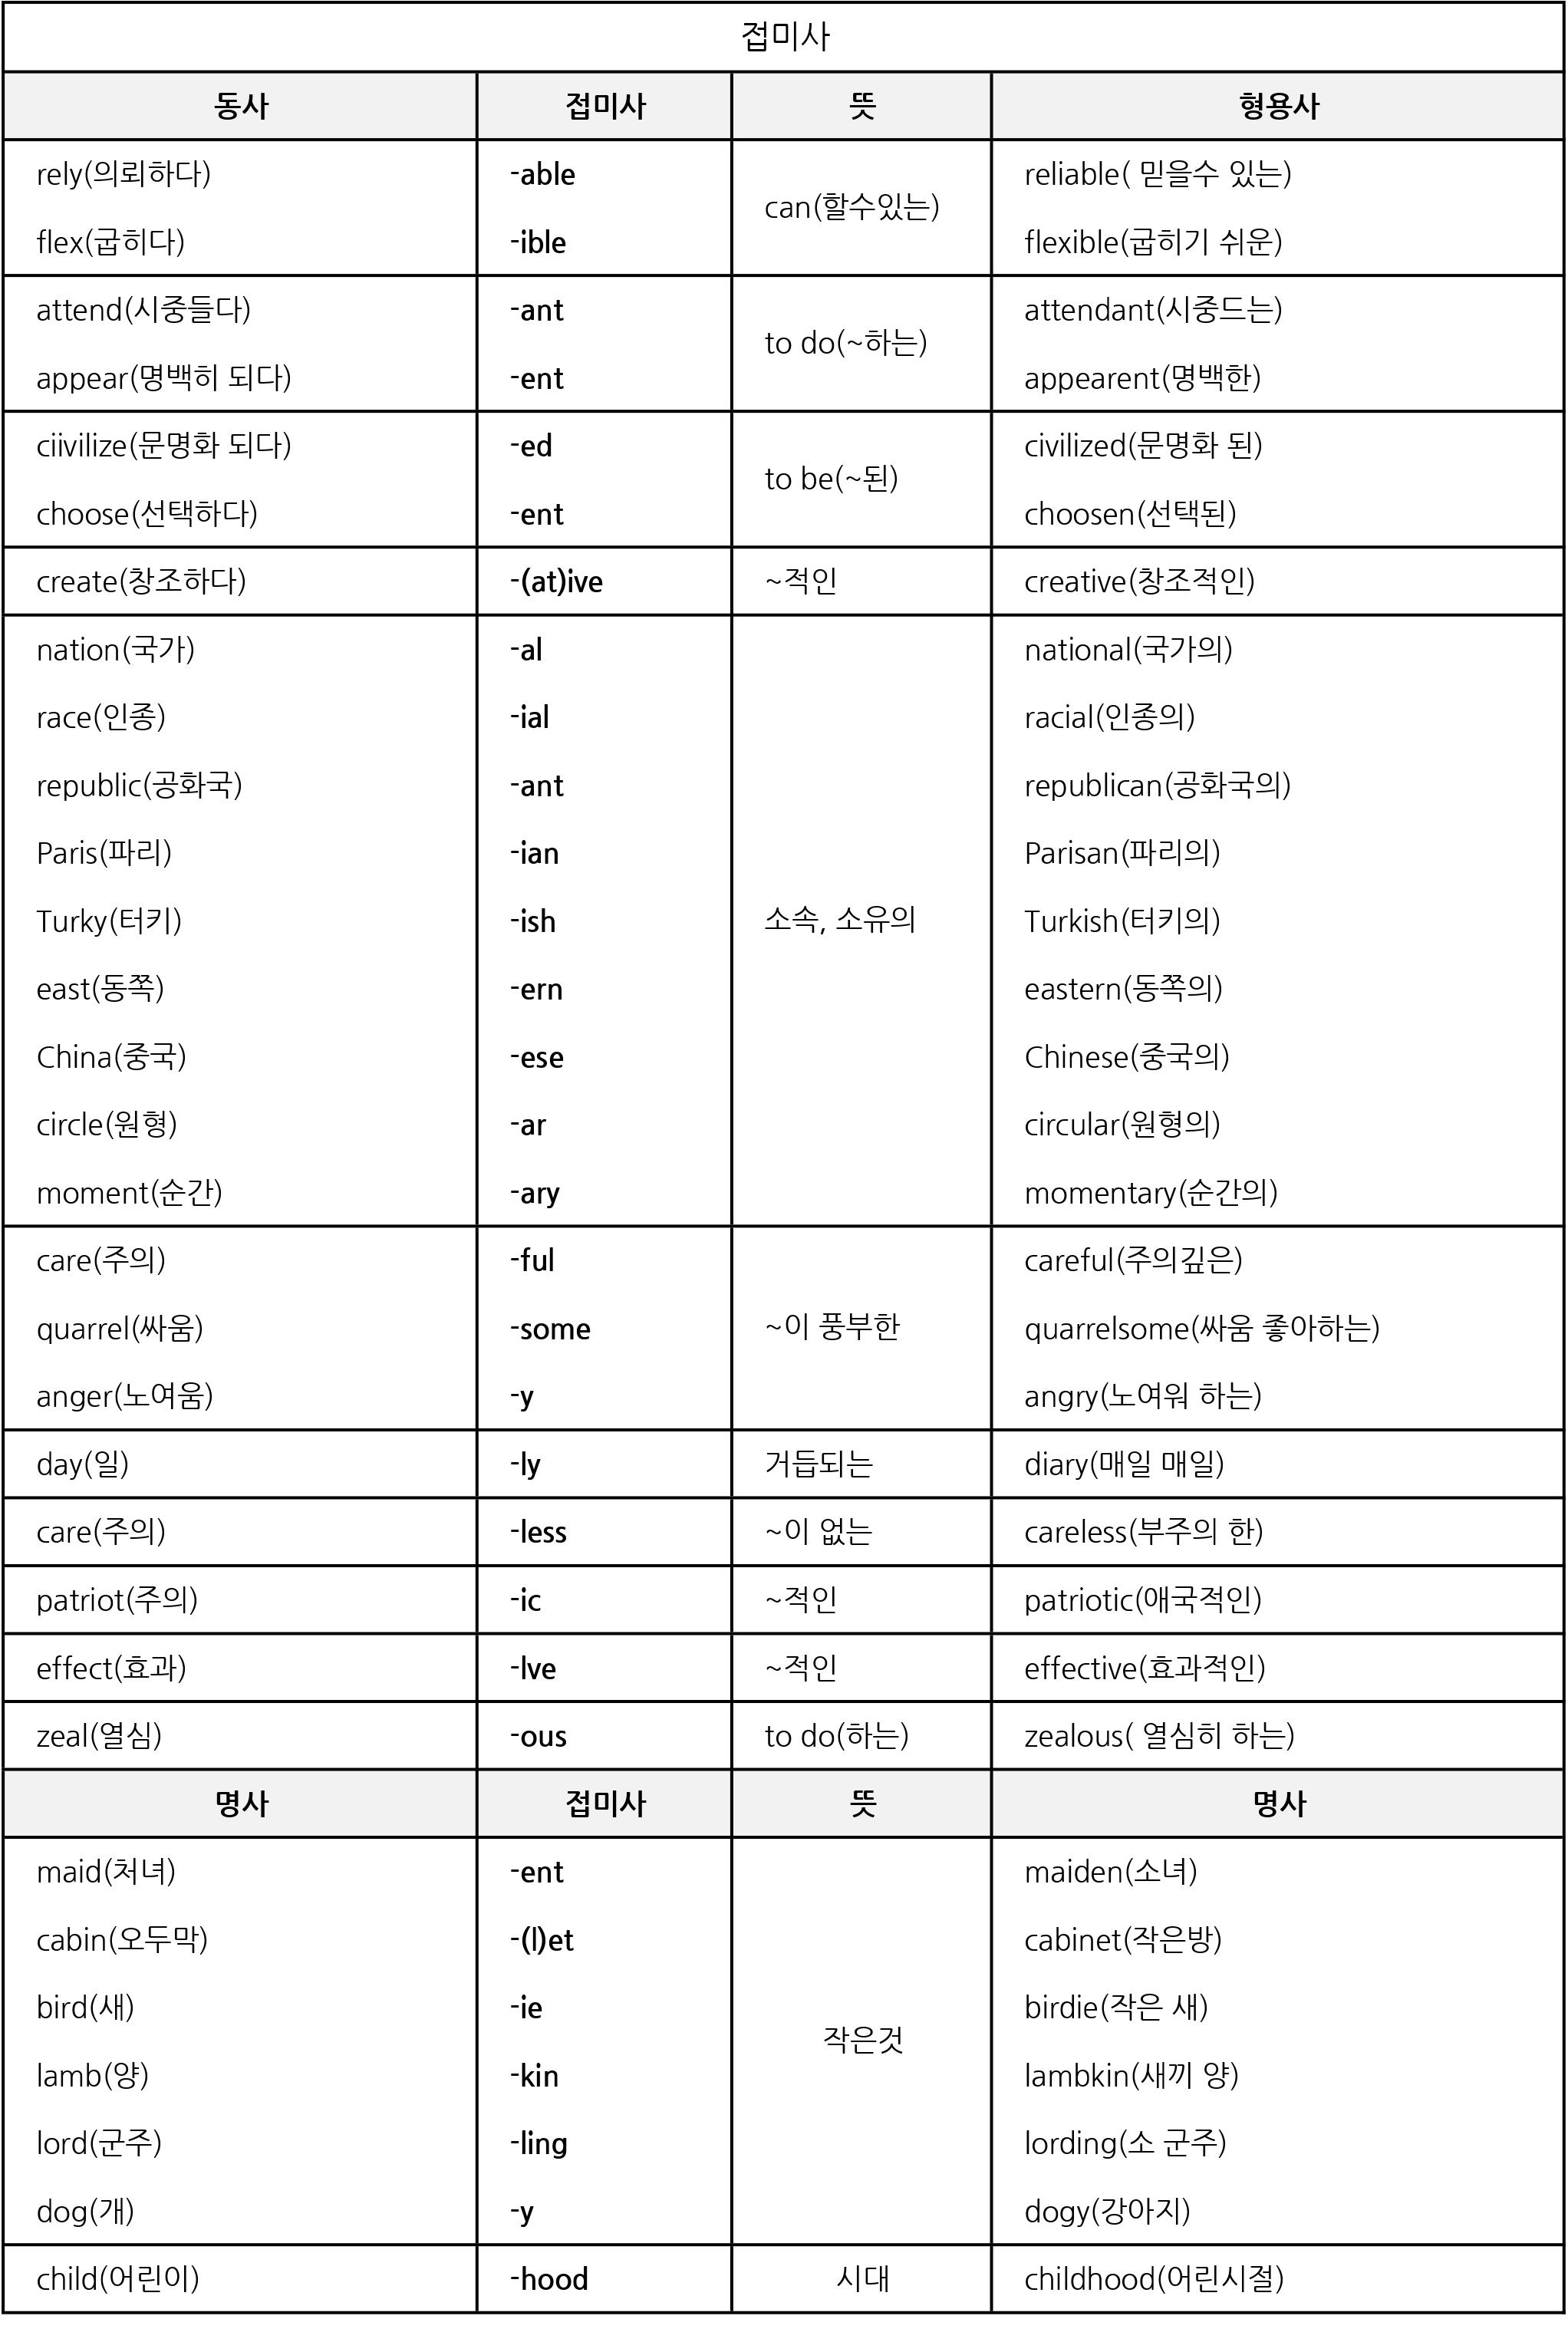 접미사
동사 접미사 뜻 형용사
rely(의뢰하다) -able can(할수있는) reliable( 믿을수 있는)
flex(굽히다) -ible flexible(굽히기 쉬운)
attend(시중들다) -ant to do(~하는) attendant(시중드는)
appear(명백히 되다) -ent appearent(명백한)
ciivilize(문명화 되다) -ed to be(~된) civilized(문명화 된)
choose(선택하다) -ent choosen(선택된)
create(창조하다) -(at)ive ~적인 creative(창조적인)
nation(국가) -al national(국가의)
race(인종) -ial racial(인종의)
republic(공화국) -ant republican(공화국의)
Paris(파리) -ian Parisan(파리의)
Turky(터키) -ish 소속, 소유의 Turkish(터키의)
east(동쪽) -ern eastern(동쪽의)
China(중국) -ese Chinese(중국의)
circle(원형) -ar circular(원형의)
moment(순간) -ary momentary(순간의)
care(주의) -ful careful(주의깊은)
quarrel(싸움) -some ~이 풍부한 quarrelsome(싸움 좋아하는)
anger(노여움) -y angry(노여워 하는)
day(일) -ly 거듭되는 diary(매일 매일)
care(주의) -less ~이 없는 careless(부주의 한)
patriot(주의) -ic ~적인 patriotic(애국적인)
effect(효과) -lve ~적인 effective(효과적인)
zeal(열심) -ous to do(하는) zealous( 열심히 하는)
명사 접미사 뜻 명사
maid(처녀) -ent maiden(소녀)
cabin(오두막) -(l)et cabinet(작은방)
bird(새) -ie 작은것 birdie(작은 새)
lamb(양) -kin lambkin(새끼 양)
lord(군주) -ling lording(소 군주)
dog(개) -y dogy(강아지)
child(어린이) -hood 시대 childhood(어린시절)